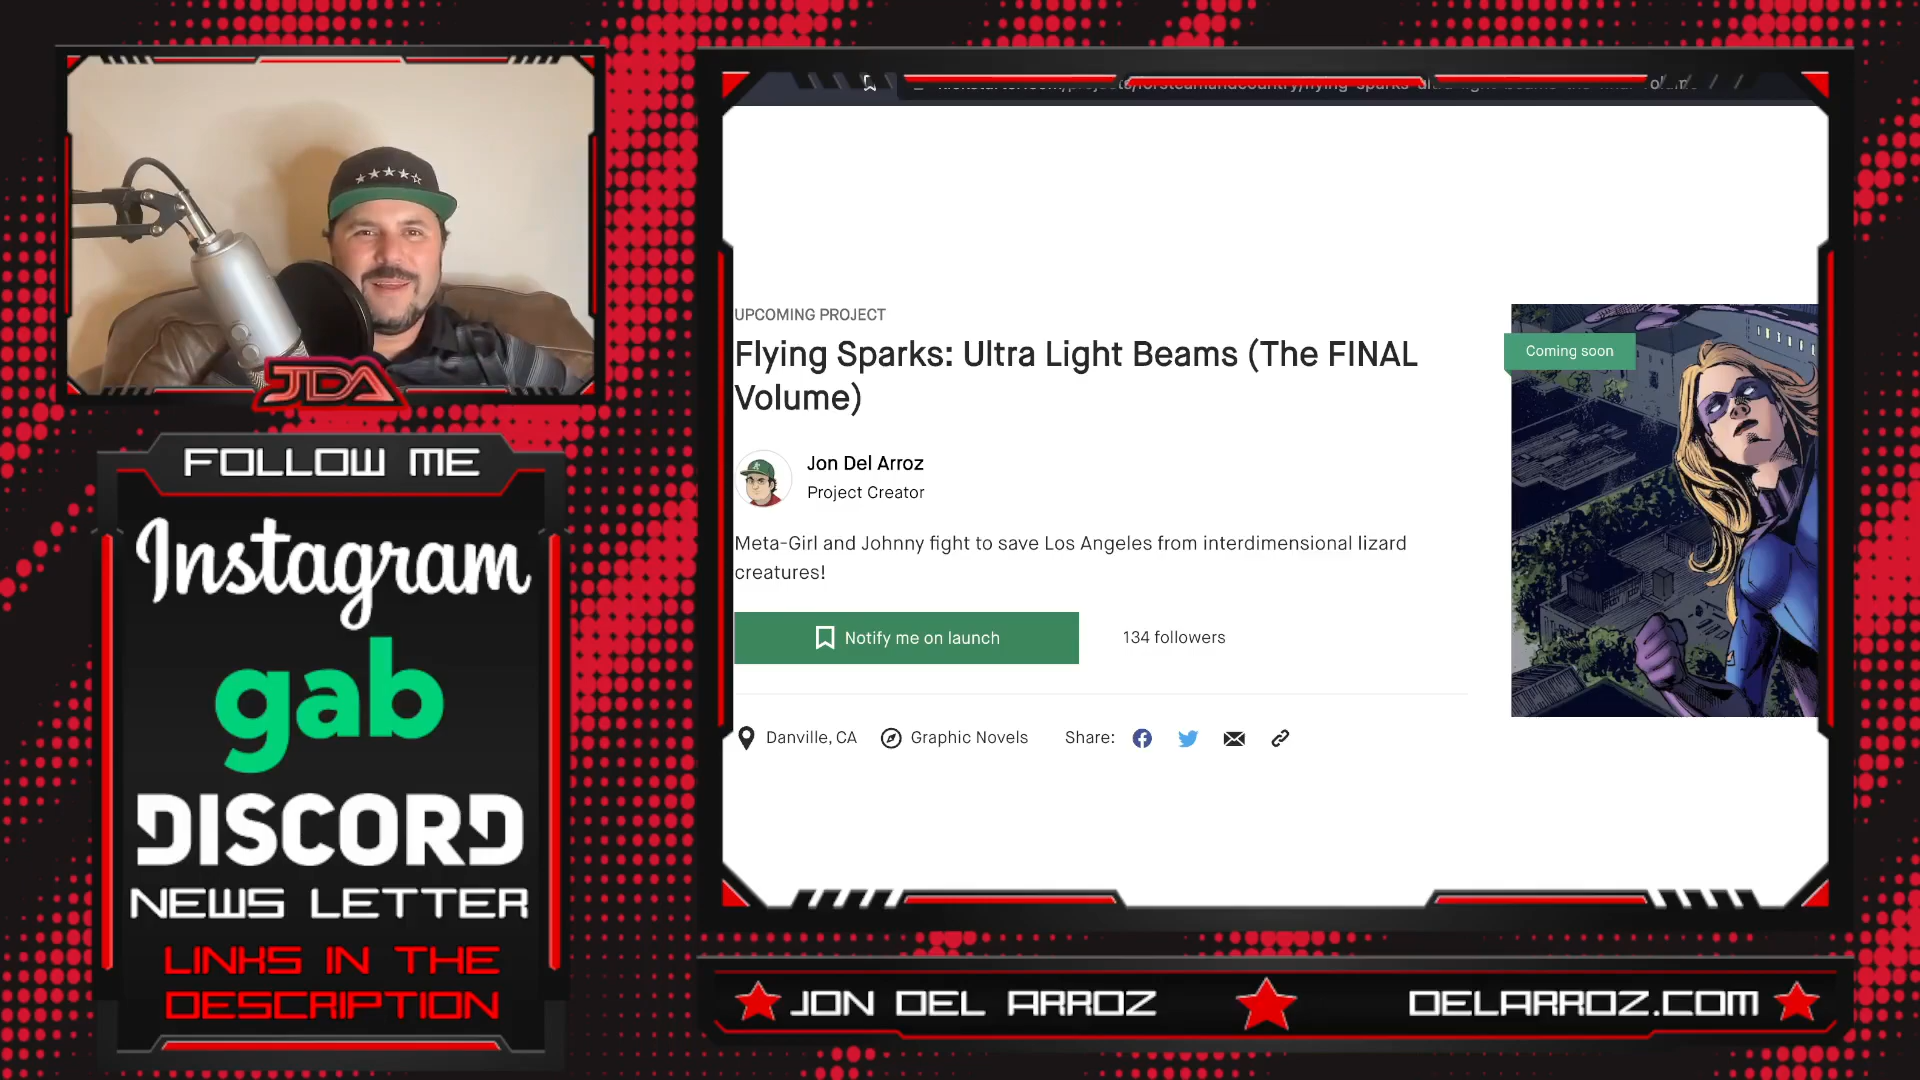 JDA
FOLLOW ME
Instagram
gab
DISCORD
NEWS LETTER
LINKS IN THE
DESCRIPTION
UPCOMING PROJECT
Flying Sparks: Ultra Light Beams (The FINAL
Volume)
Jon Del Arroz
Project Creator
Meta-Girl and Johnny fight to save Los Angeles from interdimensional lizard
creatures!
Notify me on launch
134 followers
Danville, CA
Graphic Novels
Share:
Coming soon
JON DEL ARROZ
DELARROZ.COM